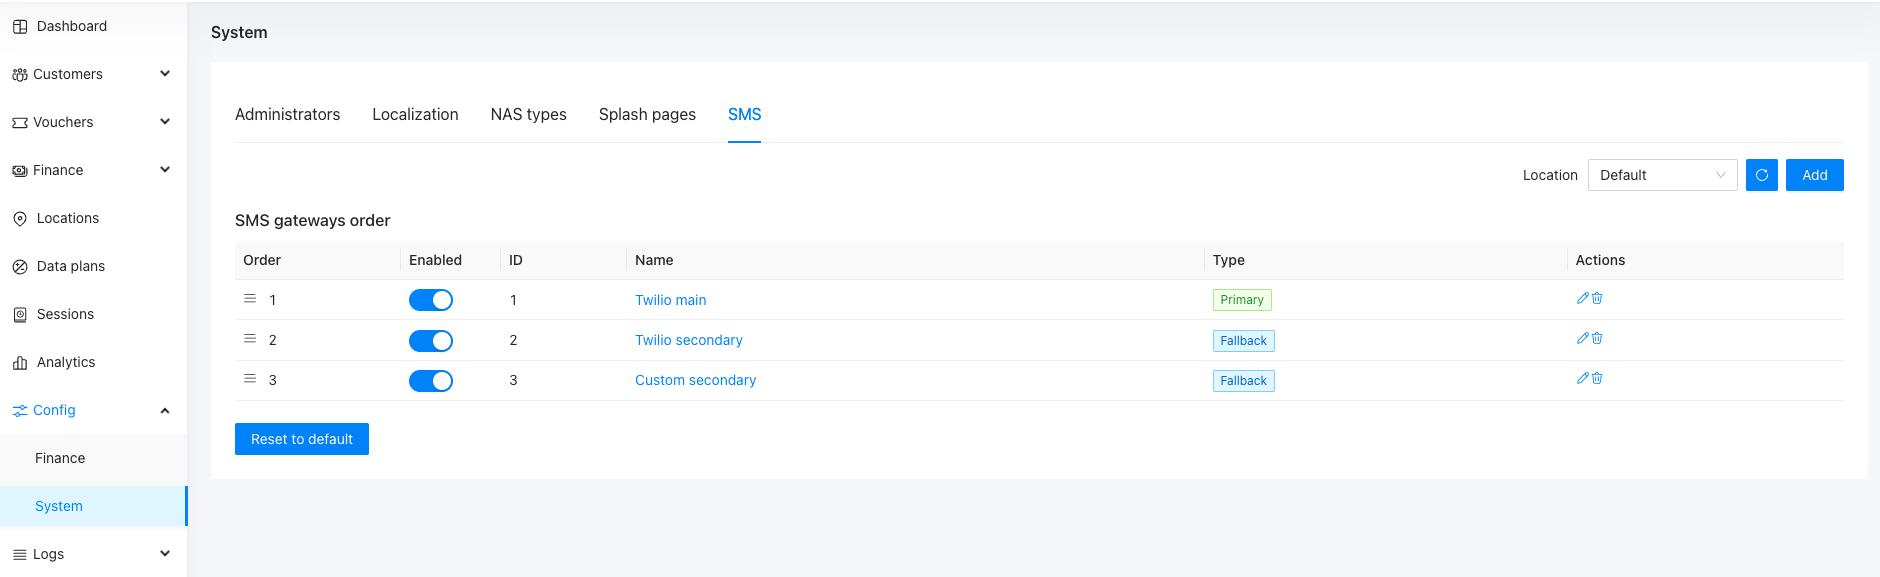 Dashboard
Customers
Vouchers
Finance
Locations
Data plans
Sessions
Analytics
Config
Finance
System
Logs
System
Administrators Localization NAS types Splash pages SMS
Location Default Add
SMS gateways order
Order Enabled ID Name Type Actions
1 1 Twilio main Primary
2 2 Twilio secondary Fallback
3 3 Custom secondary Fallback
Reset to default